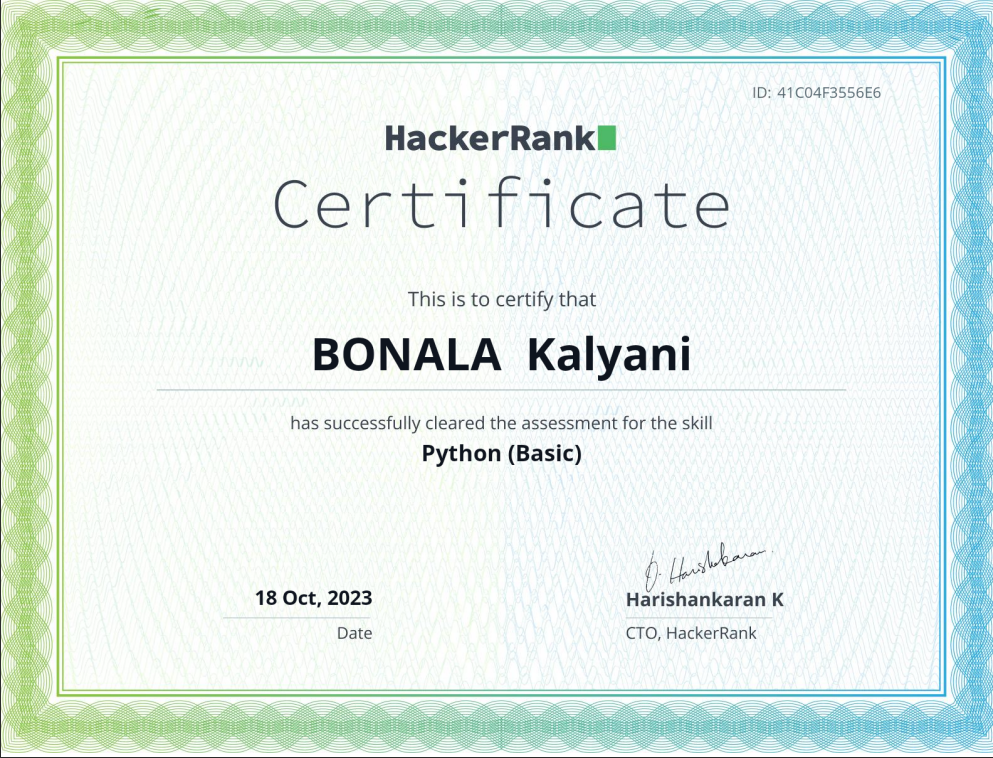 ID: 41C04F3556E6
HackerRank
Certificate
This is to certify that
BONALA Kalyani
has successfully cleared the assessment for the skill
Python (Basic)
D. Harishankaran
18 Oct, 2023
Harishankaran K
Date
CTO, HackerRank